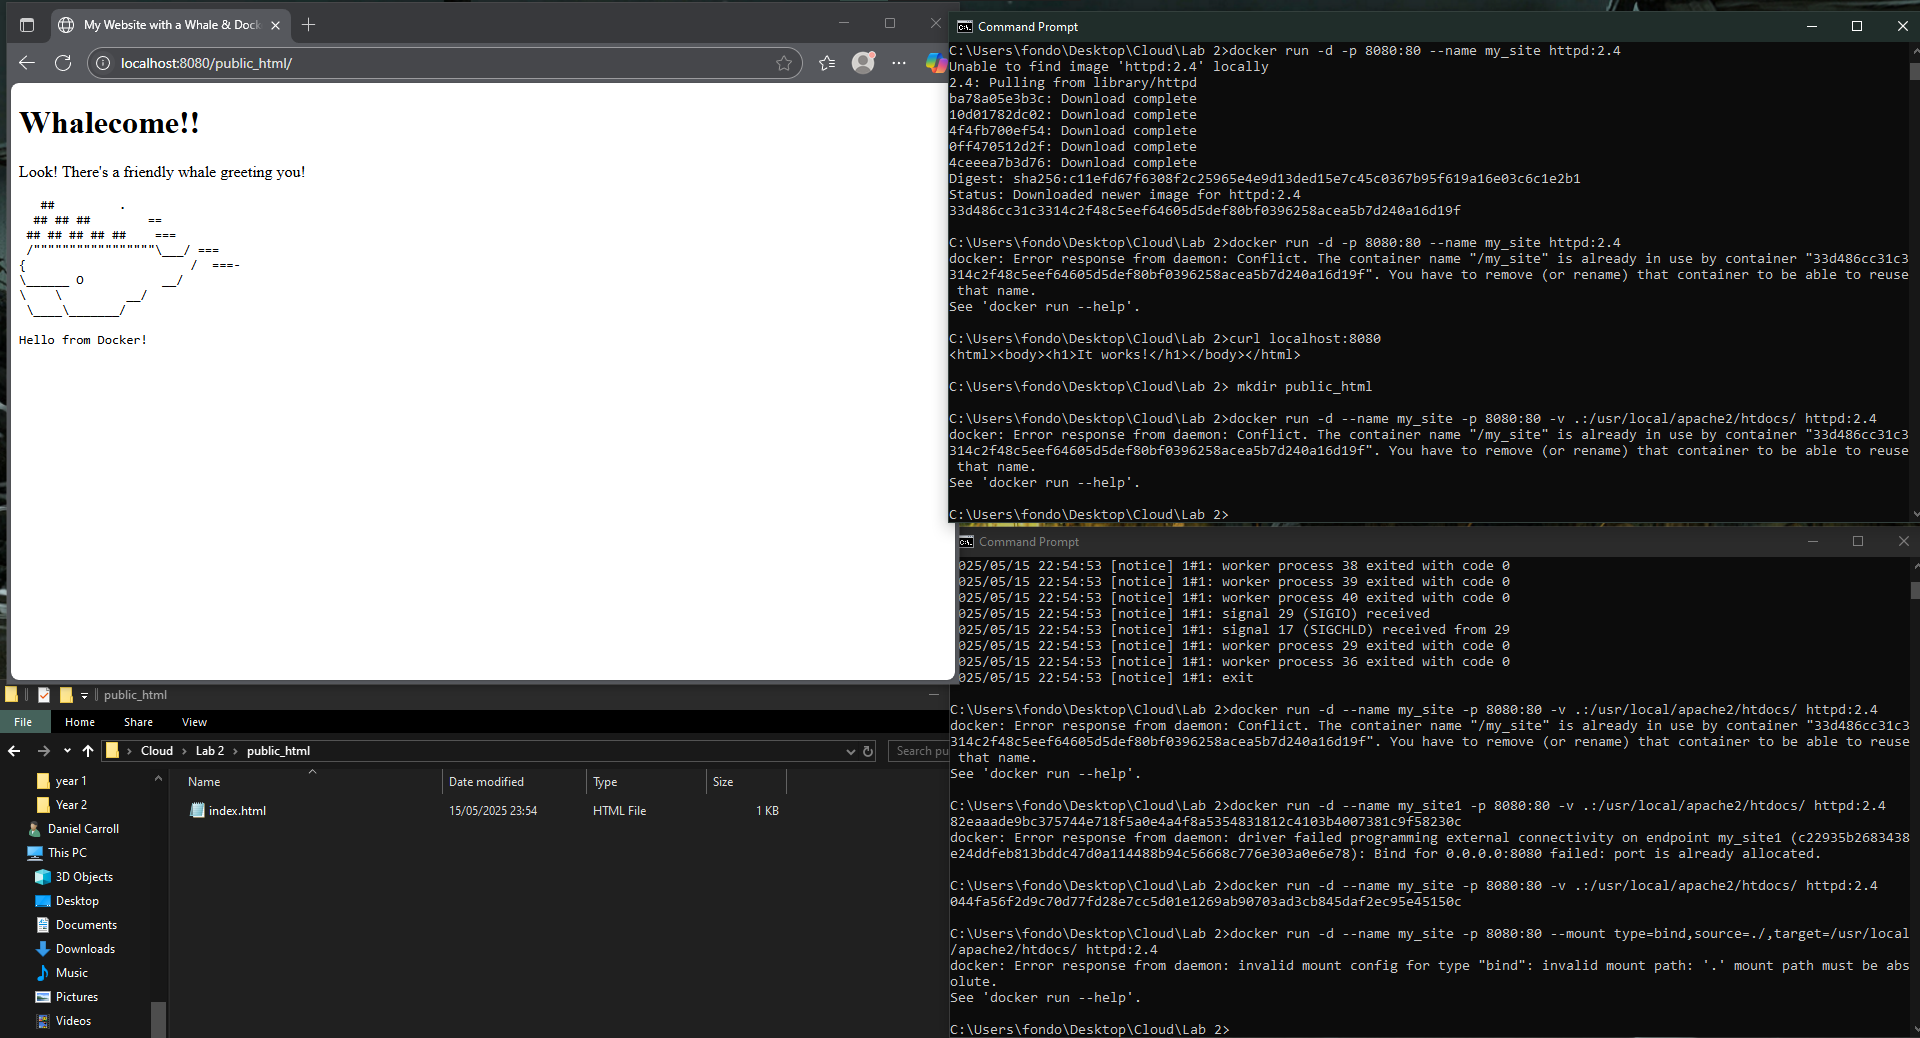 My Website with a Whale & Dock
localhost:8080/public_html/
Whalecome!!
Look! There's a friendly whale greeting you!
   ##         .
  ## ## ##        ==
 ## ## ## ## ##    ===
 /"""""""""""""""""\___/ ===
{                       /  ===-
\______ O           __/
\    \         __/
 \____\_______/
Hello from Docker!
Command Prompt
C:\Users\fondo\Desktop\Cloud\Lab 2>docker run -d -p 8080:80 --name my_site httpd:2.4
Unable to find image 'httpd:2.4' locally
2.4: Pulling from library/httpd
ba78a05e3b3c: Download complete
10d01782dc02: Download complete
4f4fb700ef54: Download complete
0ff470512d2f: Download complete
4ceeea7b3d76: Download complete
Digest: sha256:c11efd67f6308f2c25965e4e9d13ded15e7c45c0367b95f619a16e03c6c1e2b1
Status: Downloaded newer image for httpd:2.4
33d486cc31c3314c2f48c5eef64605d5def80bf0396258acea5b7d240a16d19f
C:\Users\fondo\Desktop\Cloud\Lab 2>docker run -d -p 8080:80 --name my_site httpd:2.4
docker: Error response from daemon: Conflict. The container name "/my_site" is already in use by container "33d486cc31c3
314c2f48c5eef64605d5def80bf0396258acea5b7d240a16d19f". You have to remove (or rename) that container to be able to reuse
 that name.
See 'docker run --help'.
C:\Users\fondo\Desktop\Cloud\Lab 2>curl localhost:8080
<html><body><h1>It works!</h1></body></html>
C:\Users\fondo\Desktop\Cloud\Lab 2> mkdir public_html
C:\Users\fondo\Desktop\Cloud\Lab 2>docker run -d --name my_site -p 8080:80 -v .:/usr/local/apache2/htdocs/ httpd:2.4
docker: Error response from daemon: Conflict. The container name "/my_site" is already in use by container "33d486cc31c3
314c2f48c5eef64605d5def80bf0396258acea5b7d240a16d19f". You have to remove (or rename) that container to be able to reuse
 that name.
See 'docker run --help'.
C:\Users\fondo\Desktop\Cloud\Lab 2>
Command Prompt
025/05/15 22:54:53 [notice] 1#1: worker process 38 exited with code 0
025/05/15 22:54:53 [notice] 1#1: worker process 39 exited with code 0
025/05/15 22:54:53 [notice] 1#1: worker process 40 exited with code 0
025/05/15 22:54:53 [notice] 1#1: signal 29 (SIGIO) received
025/05/15 22:54:53 [notice] 1#1: signal 17 (SIGCHLD) received from 29
025/05/15 22:54:53 [notice] 1#1: worker process 29 exited with code 0
025/05/15 22:54:53 [notice] 1#1: worker process 36 exited with code 0
025/05/15 22:54:53 [notice] 1#1: exit
C:\Users\fondo\Desktop\Cloud\Lab 2>docker run -d --name my_site -p 8080:80 -v .:/usr/local/apache2/htdocs/ httpd:2.4
docker: Error response from daemon: Conflict. The container name "/my_site" is already in use by container "33d486cc31c3
314c2f48c5eef64605d5def80bf0396258acea5b7d240a16d19f". You have to remove (or rename) that container to be able to reuse
 that name.
See 'docker run --help'.
C:\Users\fondo\Desktop\Cloud\Lab 2>docker run -d --name my_site1 -p 8080:80 -v .:/usr/local/apache2/htdocs/ httpd:2.4
82eaaade9bc375744e718f5a0e4a4f8a5354831812c4103b4007381c9f58230c
docker: Error response from daemon: driver failed programming external connectivity on endpoint my_site1 (c22935b2683438
e24ddfeb813bddc47d0a114488b94c56668c776e303a0e6e78): Bind for 0.0.0.0:8080 failed: port is already allocated.
C:\Users\fondo\Desktop\Cloud\Lab 2>docker run -d --name my_site -p 8080:80 -v .:/usr/local/apache2/htdocs/ httpd:2.4
044fa56f2d9c70d77fd28e7cc5d01e1269ab90703ad3cb845daf2ec95e45150c
C:\Users\fondo\Desktop\Cloud\Lab 2>docker run -d --name my_site -p 8080:80 --mount type=bind,source=./,target=/usr/local
/apache2/htdocs/ httpd:2.4
docker: Error response from daemon: invalid mount config for type "bind": invalid mount path: '.' mount path must be abs
olute.
See 'docker run --help'.
C:\Users\fondo\Desktop\Cloud\Lab 2>
public_html
File Home Share View
Cloud Lab 2 public_html
Search pu
Name Date modified Type Size
index.html 15/05/2025 23:54 HTML File 1 KB
year 1
Year 2
Daniel Carroll
This PC
3D Objects
Desktop
Documents
Downloads
Music
Pictures
Videos